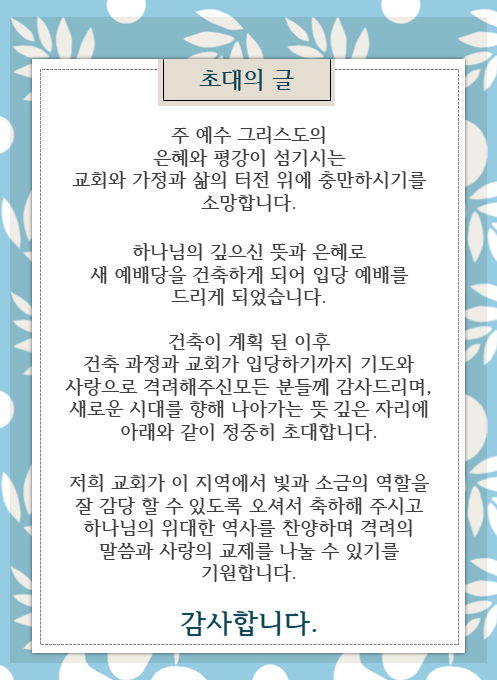 초대의 글
주 예수 그리스도의
은혜와 평강이 섬기시는
교회와 가정과 삶의 터전 위에 충만하시기를
소망합니다.
하나님의 깊으신 뜻과 은혜로
새 예배당을 건축하게 되어 입당 예배를
드리게 되었습니다.
건축이 계획 된 이후
건축 과정과 교회가 입당하기까지 기도와
사랑으로 격려해주신모든 분들께 감사드리며,
새로운 시대를 향해 나아가는 뜻 깊은 자리에
아래와 같이 정중히 초대합니다.
저희 교회가 이 지역에서 빛과 소금의 역할을
잘 감당 할 수 있도록 오셔서 축하해 주시고
하나님의 위대한 역사를 찬양하며 격려의
말씀과 사랑의 교제를 나눌 수 있기를
기원합니다.
감사합니다.